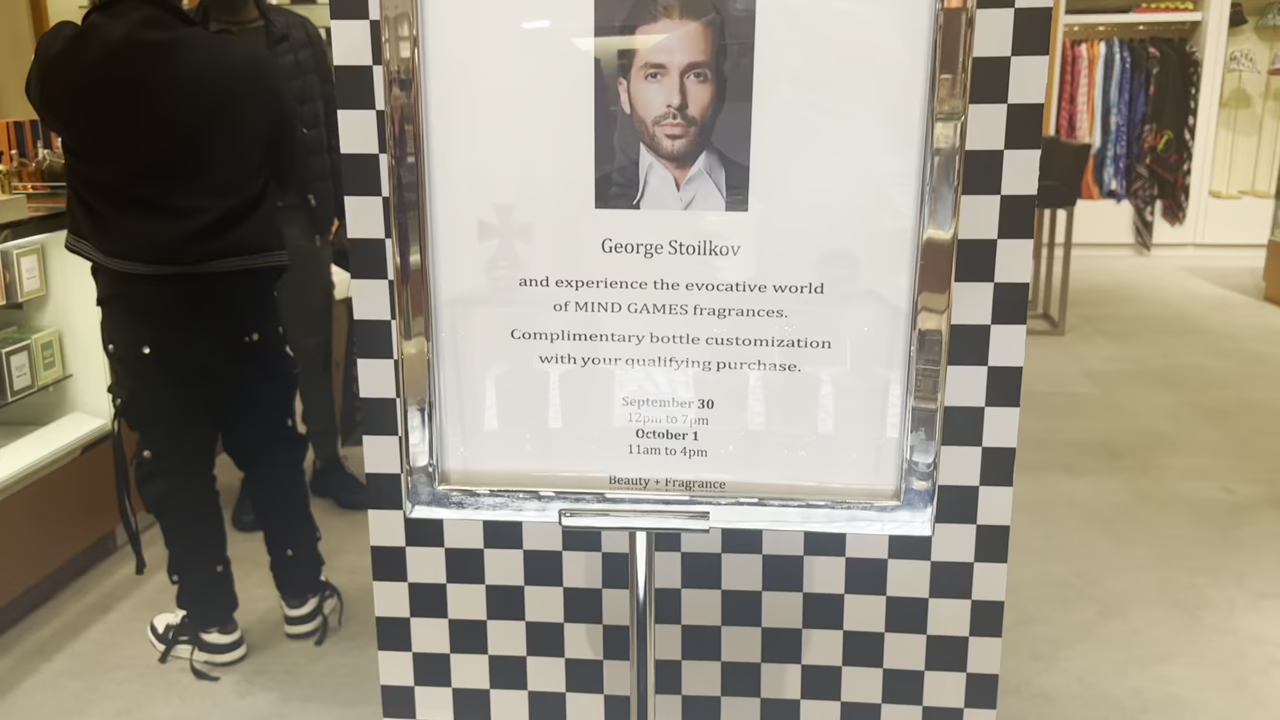 George Stoilkov
and experience the evocative world
of MIND GAMES fragrances.
Complimentary bottle customization
with your qualifying purchase.
September 30
12pm to 7pm
October 1
11am to 4pm
Beauty + Fragrance